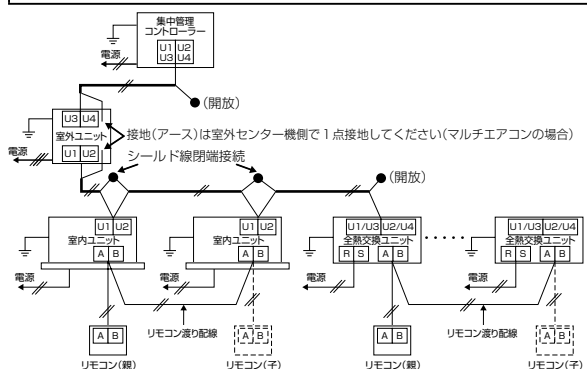 集中管理
コントローラー
U1 U2
U3 U4
電源
(開放)
U3 U4
室外ユニット
U1 U2
電源
接地(アース)は室外センター機側で1点接地してください(マルチエアコンの場合)
シールド線閉端接続
(開放)
U1 U2
室内ユニット
A B
電源
U1 U2
室内ユニット
A B
電源
U1/U3 U2/U4
全熱交換ユニット
R S A B
電源
U1/U3 U2/U4
全熱交換ユニット
R S A B
電源
リモコン渡り配線
リモコン渡り配線
A B
リモコン(親)
A B
リモコン(子)
A B
リモコン(親)
A B
リモコン(子)